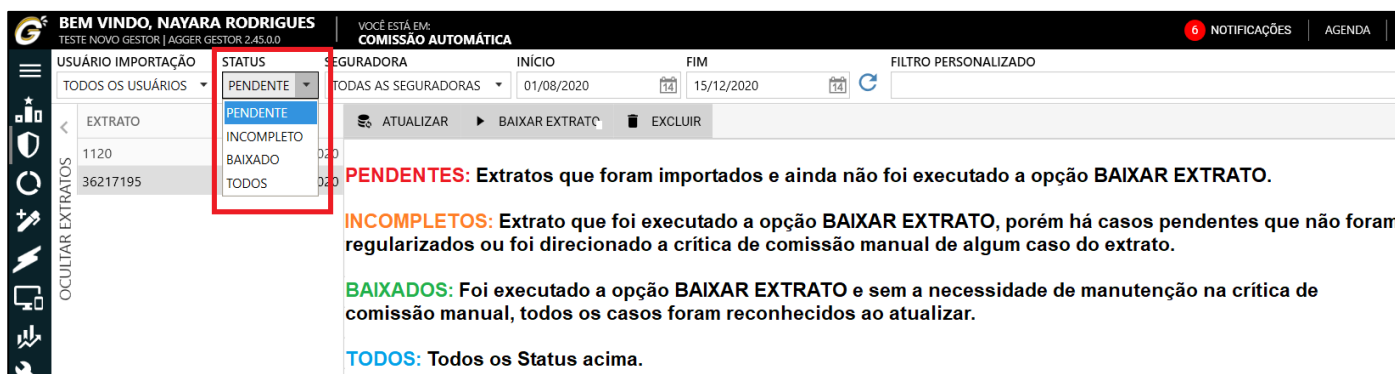 BEM VINDO, NAYARA RODRIGUES
TESTE NOVO GESTOR | AGGER GESTOR 2.45.0.0
VOCÊ ESTÁ EM:
COMISSÃO AUTOMÁTICA
6 NOTIFICAÇÕES
AGENDA
USUÁRIO IMPORTAÇÃO STATUS SEGURADORA INÍCIO FIM FILTRO PERSONALIZADO
TODOS OS USUÁRIOS PENDENTE TODAS AS SEGURADORAS 01/08/2020 15/12/2020
PENDENTE
INCOMPLETO
BAIXADO
TODOS
EXTRATO
ATUALIZAR BAIXAR EXTRATO EXCLUIR
1120 020
36217195 020
OCULTAR EXTRATOS
PENDENTES: Extratos que foram importados e ainda não foi executado a opção BAIXAR EXTRATO.
INCOMPLETOS: Extrato que foi executado a opção BAIXAR EXTRATO, porém há casos pendentes que não foram
regularizados ou foi direcionado a crítica de comissão manual de algum caso do extrato.
BAIXADOS: Foi executado a opção BAIXAR EXTRATO e sem a necessidade de manutenção na crítica de
comissão manual, todos os casos foram reconhecidos ao atualizar.
TODOS: Todos os Status acima.